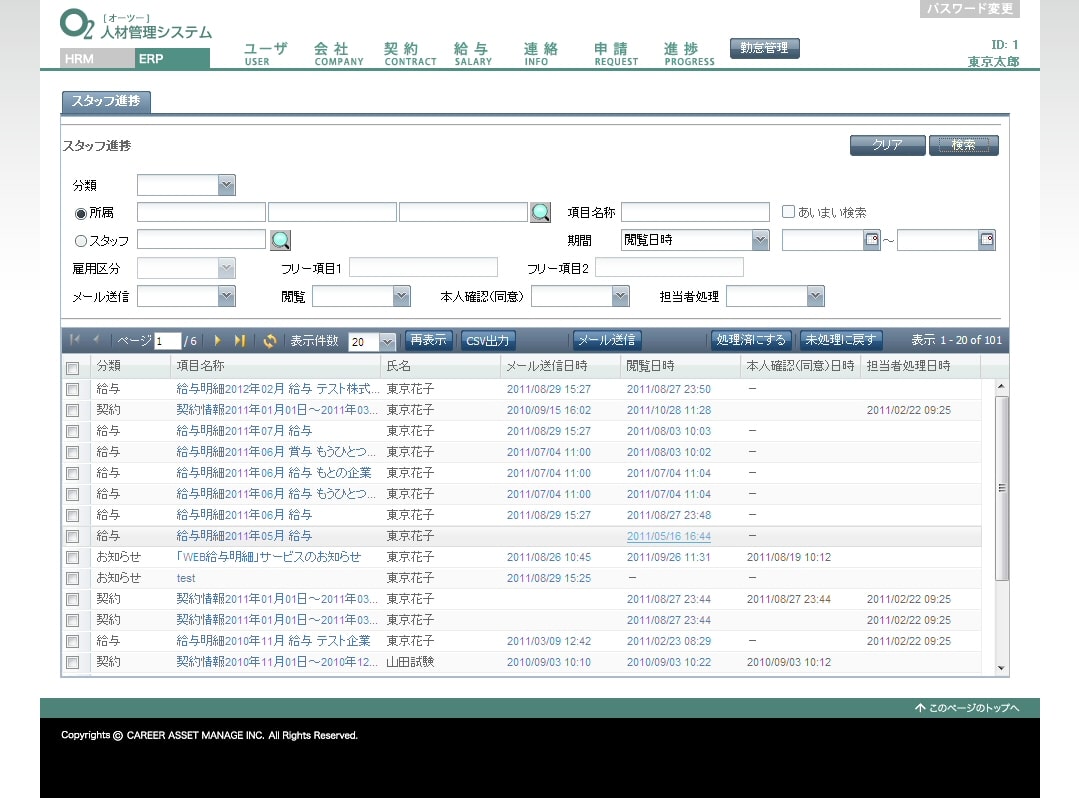 パスワード変更
O2 [オーツー]
人材管理システム
HRM ERP
ユーザ 会社 契約 給与 連絡 申請 進捗 勤怠管理
USER COMPANY CONTRACT SALARY INFO REQUEST PROGRESS
ID: 1
東京太郎
スタッフ進捗
スタッフ進捗 クリア 検索
分類
所属 項目名称 あいまい検索
スタッフ 期間 閲覧日時 ～
雇用区分 フリー項目1 フリー項目2
メール送信 閲覧 本人確認(同意) 担当者処理
ページ 1 / 6 表示件数 20 再表示 CSV出力 メール送信 処理済にする 未処理に戻す 表示 1 - 20 of 101
分類 項目名称 氏名 メール送信日時 閲覧日時 本人確認(同意)日時 担当者処理日時
給与 給与明細2012年02月 給与 テスト株式... 東京花子 2011/08/29 15:27 2011/08/27 23:50 －
契約 契約情報2011年01月01日～2011年03... 東京花子 2010/09/15 16:02 2011/10/28 11:28 2011/02/22 09:25
給与 給与明細2011年07月 給与 東京花子 2011/08/29 15:27 2011/08/03 10:03 －
給与 給与明細2011年06月 賞与 もうひとつ... 東京花子 2011/07/04 11:00 2011/08/03 10:02 －
給与 給与明細2011年06月 給与 もとの企業 東京花子 2011/07/04 11:00 2011/07/04 11:04 －
給与 給与明細2011年06月 給与 もうひとつ... 東京花子 2011/07/04 11:00 2011/07/04 11:04 －
給与 給与明細2011年06月 給与 東京花子 2011/08/29 15:27 2011/08/27 23:48 －
給与 給与明細2011年05月 給与 東京花子 2011/05/16 16:44 －
お知らせ 「WEB給与明細」サービスのお知らせ 東京花子 2011/08/26 10:45 2011/09/26 11:31 2011/08/19 10:12
お知らせ test 東京花子 2011/08/29 15:25 － －
契約 契約情報2011年01月01日～2011年03... 東京花子 2011/08/27 23:44 2011/08/27 23:44 2011/02/22 09:25
契約 契約情報2011年01月01日～2011年03... 東京花子 2011/08/27 23:44 2011/02/22 09:25
給与 給与明細2010年11月 給与 テスト企業 東京花子 2011/03/09 12:42 2011/02/23 08:29 － 2011/02/22 09:25
契約 契約情報2010年11月01日～2010年12... 山田試験 2010/09/03 10:10 2010/09/03 10:22 2010/09/03 10:12
このページのトップへ
Copyrights © CAREER ASSET MANAGE INC. All Rights Reserved.